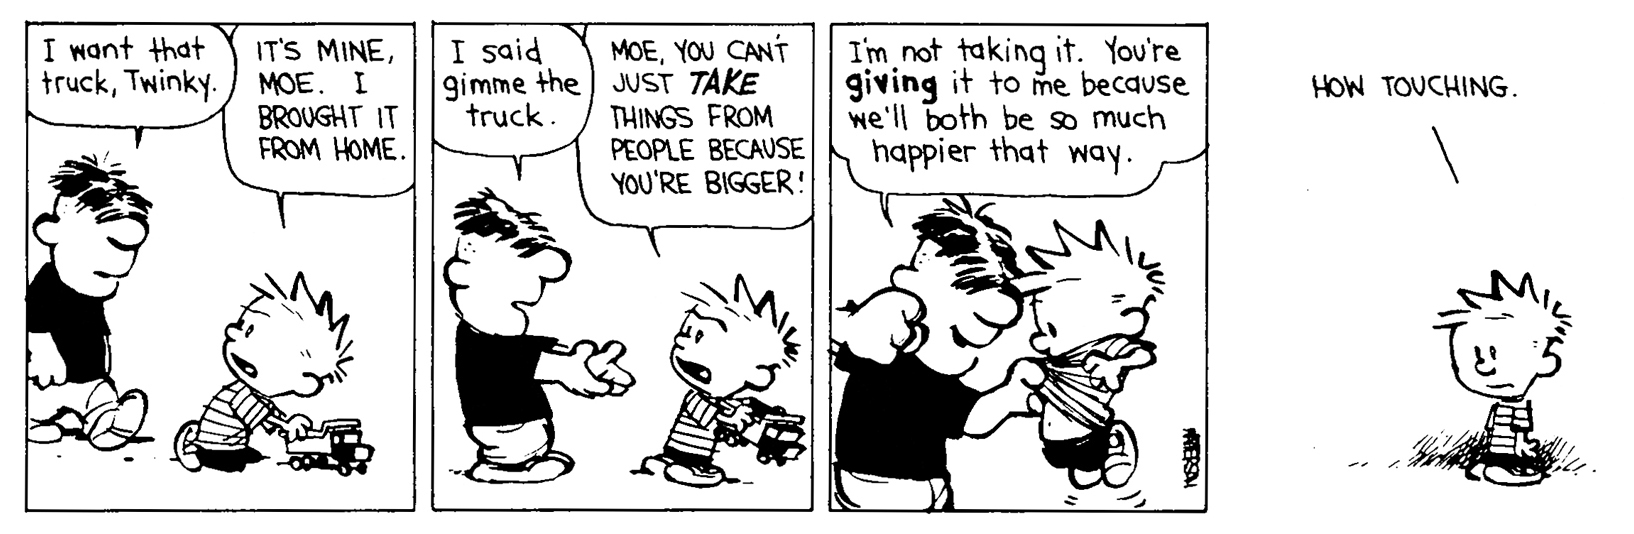 I want that
truck, Twinky.
IT'S MINE,
MOE. I
BROUGHT IT
FROM HOME.
I said
gimme the
truck.
MOE, YOU CAN'T
JUST TAKE
THINGS FROM
PEOPLE BECAUSE
YOU'RE BIGGER!
I'm not taking it. You're
giving it to me because
we'll both be so much
happier that way.
HOW TOUCHING.